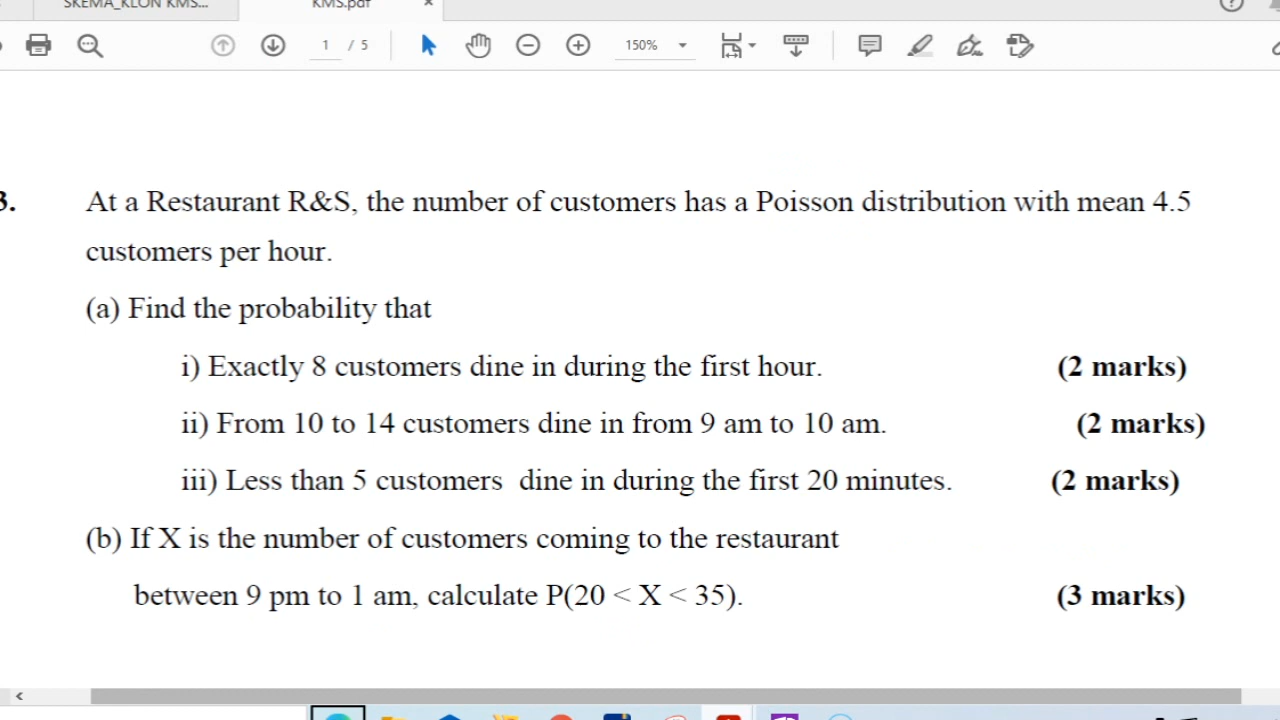 SKEMA_KLON KMS...
KMS.pdf
1 / 5
150%
3. At a Restaurant R&S, the number of customers has a Poisson distribution with mean 4.5
customers per hour.
(a) Find the probability that
i) Exactly 8 customers dine in during the first hour. (2 marks)
ii) From 10 to 14 customers dine in from 9 am to 10 am. (2 marks)
iii) Less than 5 customers dine in during the first 20 minutes. (2 marks)
(b) If X is the number of customers coming to the restaurant
between 9 pm to 1 am, calculate P(20 < X < 35). (3 marks)